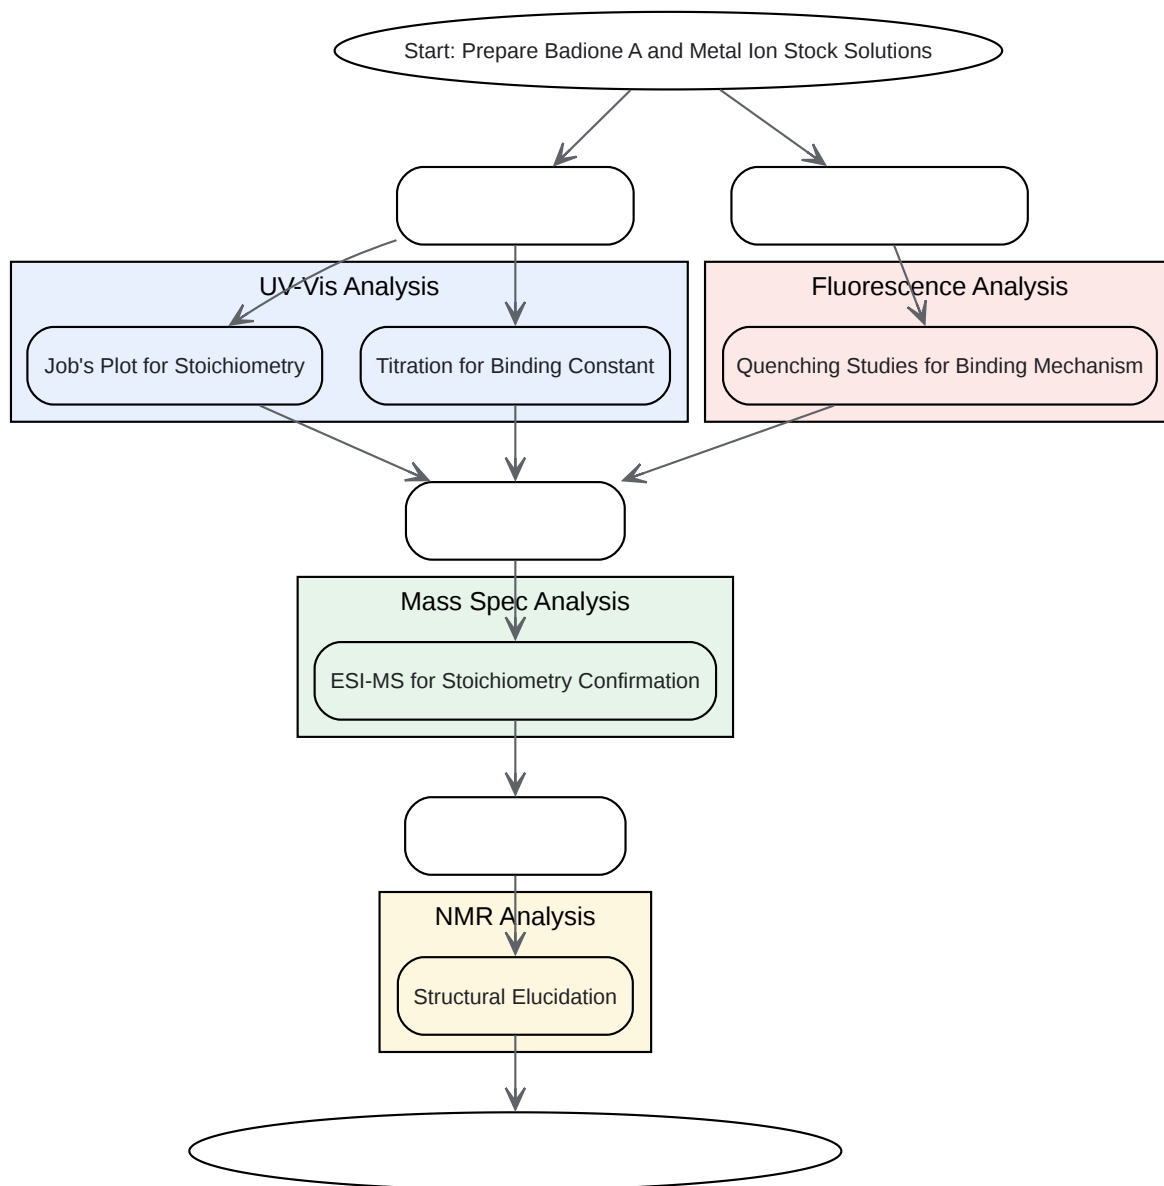 Start: Prepare Badione A and Metal Ion Stock Solutions
UV-Vis Analysis
Fluorescence Analysis
Job's Plot for Stoichiometry
Titration for Binding Constant
Quenching Studies for Binding Mechanism
Mass Spec Analysis
ESI-MS for Stoichiometry Confirmation
NMR Analysis
Structural Elucidation